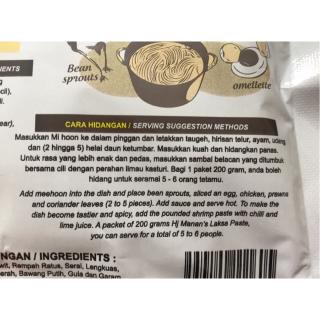 Bean
sprouts
omellette
IENTS
cil),
ear),
CARA HIDANGAN / SERVING SUGGESTION METHODS
Masukkan Mi hoon ke dalam pinggan dan letakkan taugeh, hirisan telur, ayam, udang
dan (2 hingga 5) helai daun ketumbar. Masukkan kuah dan hidangkan panas.
Untuk rasa yang lebih enak dan pedas, masukkan sambal belacan yang ditumbuk
bersama cili dengan perahan limau kasturi. Bagi 1 paket 200 gram, anda boleh
hidang untuk seramai 5 - 6 orang tetamu.
Add meehoon into the dish and place bean sprouts, sliced an egg, chicken, prawns
and coriander leaves (2 to 5 pieces). Add sauce and serve hot. To make the
dish become tastier and spicy, add the pounded shrimp paste with chilli and
lime juice. A packet of 200 grams Hj Manan's Laksa Paste,
you can serve for a total of 5 to 6 people.
NGAN / INGREDIENTS :
wit, Rempah Ratus, Serai, Lengkuas,
erah, Bawang Putih, Gula dan Garam